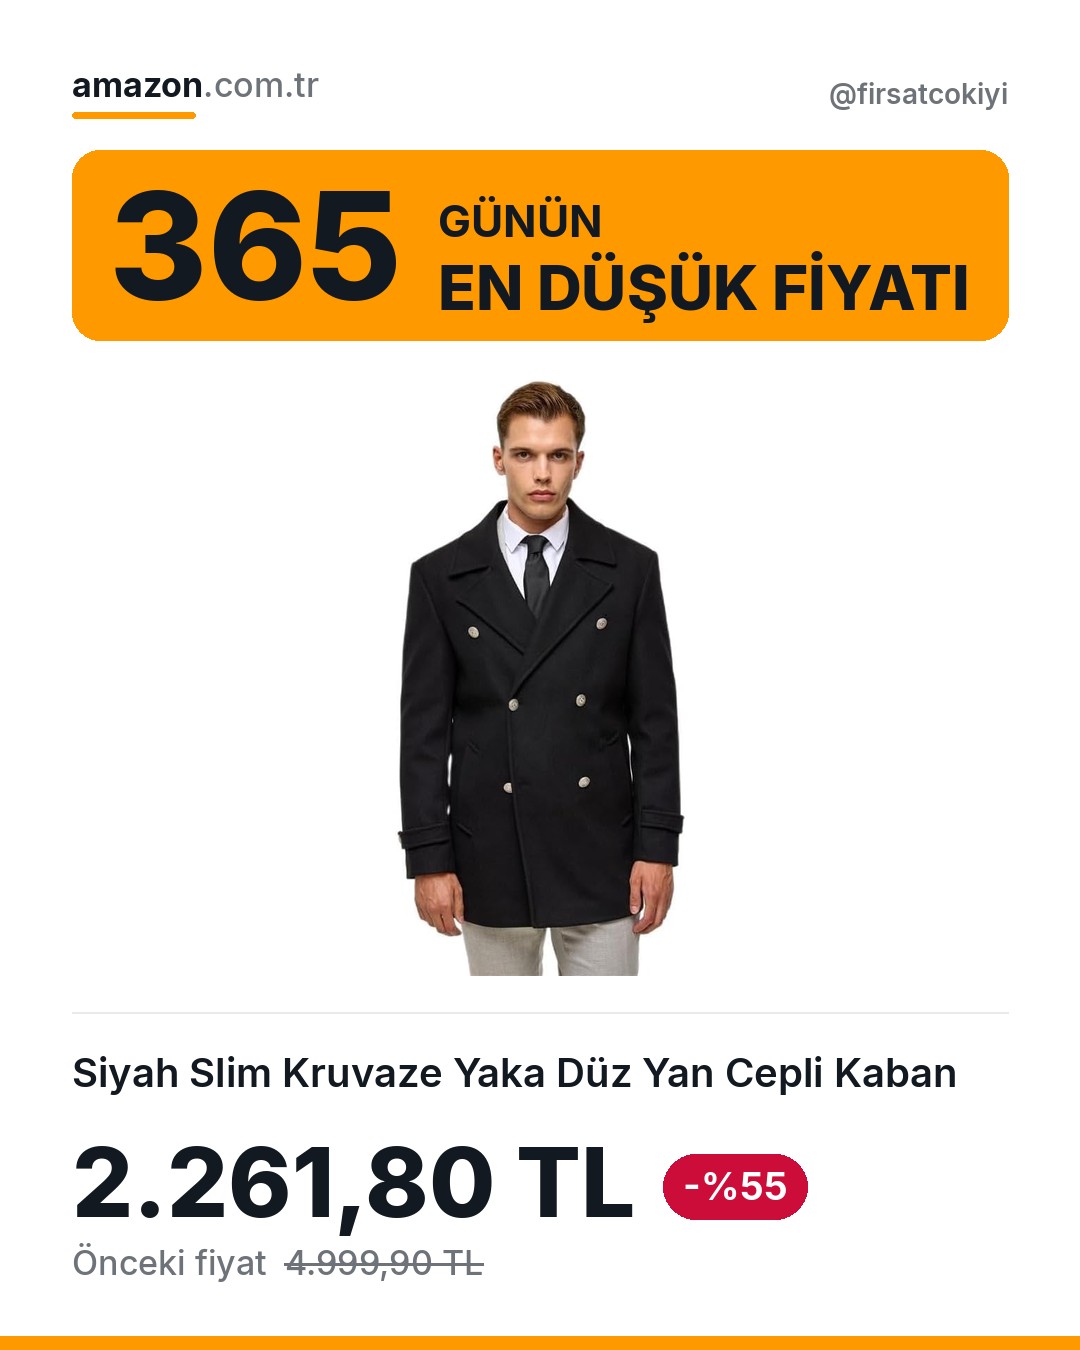 amazon.com.tr
@firsatcokiyi
365
GÜNÜN
EN DÜŞÜK FİYATI
Siyah Slim Kruvaze Yaka Düz Yan Cepli Kaban
2.261,80 TL
-%55
Önceki fiyat 4.999,90 TL